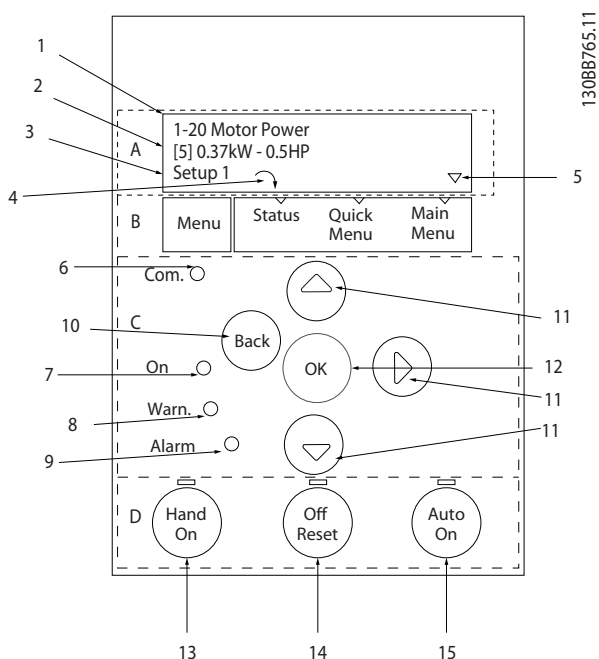 130BB765.11
1
2
3
4
5
A
1-20 Motor Power
[5] 0.37kW - 0.5HP
Setup 1
B
Menu
Status
Quick
Menu
Main
Menu
6
Com.
11
10
C
Back
OK
12
7
On
11
8
Warn.
11
9
Alarm
D
Hand
On
Off
Reset
Auto
On
13
14
15